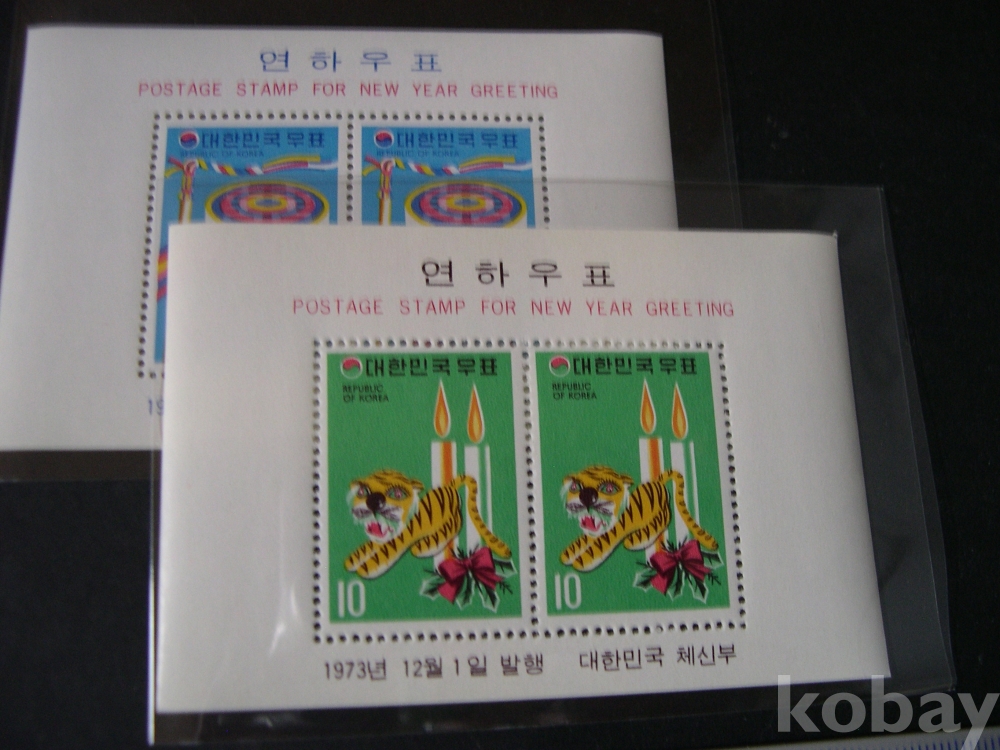 연하우표
POSTAGE STAMP FOR NEW YEAR GREETING
대한민국우표 대한민국우표
REPUBLIC OF KOREA REPUBLIC OF KOREA
19
연하우표
POSTAGE STAMP FOR NEW YEAR GREETING
대한민국우표 대한민국우표
REPUBLIC REPUBLIC
OF KOREA OF KOREA
10 10
1973년 12월 1일 발행 대한민국 체신부
kobay